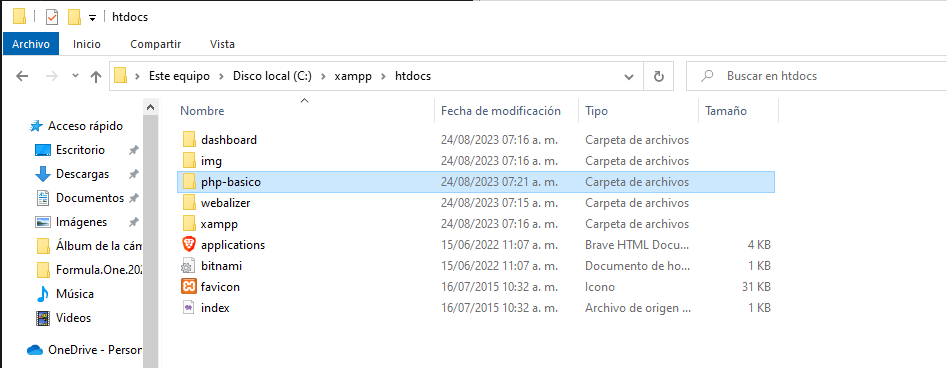 htdocs
Archivo Inicio Compartir Vista
Este equipo Disco local (C:) xampp htdocs Buscar en htdocs
Nombre Fecha de modificación Tipo Tamaño
Acceso rápido
Escritorio
Descargas
Documentos
Imágenes
Álbum de la cám
Formula.One.202
Música
Videos
OneDrive - Person
dashboard 24/08/2023 07:16 a. m. Carpeta de archivos
img 24/08/2023 07:16 a. m. Carpeta de archivos
php-basico 24/08/2023 07:21 a. m. Carpeta de archivos
webalizer 24/08/2023 07:15 a. m. Carpeta de archivos
xampp 24/08/2023 07:16 a. m. Carpeta de archivos
applications 15/06/2022 11:07 a. m. Brave HTML Docu... 4 KB
bitnami 15/06/2022 11:07 a. m. Documento de ho... 1 KB
favicon 16/07/2015 10:32 a. m. Icono 31 KB
index 16/07/2015 10:32 a. m. Archivo de origen ... 1 KB